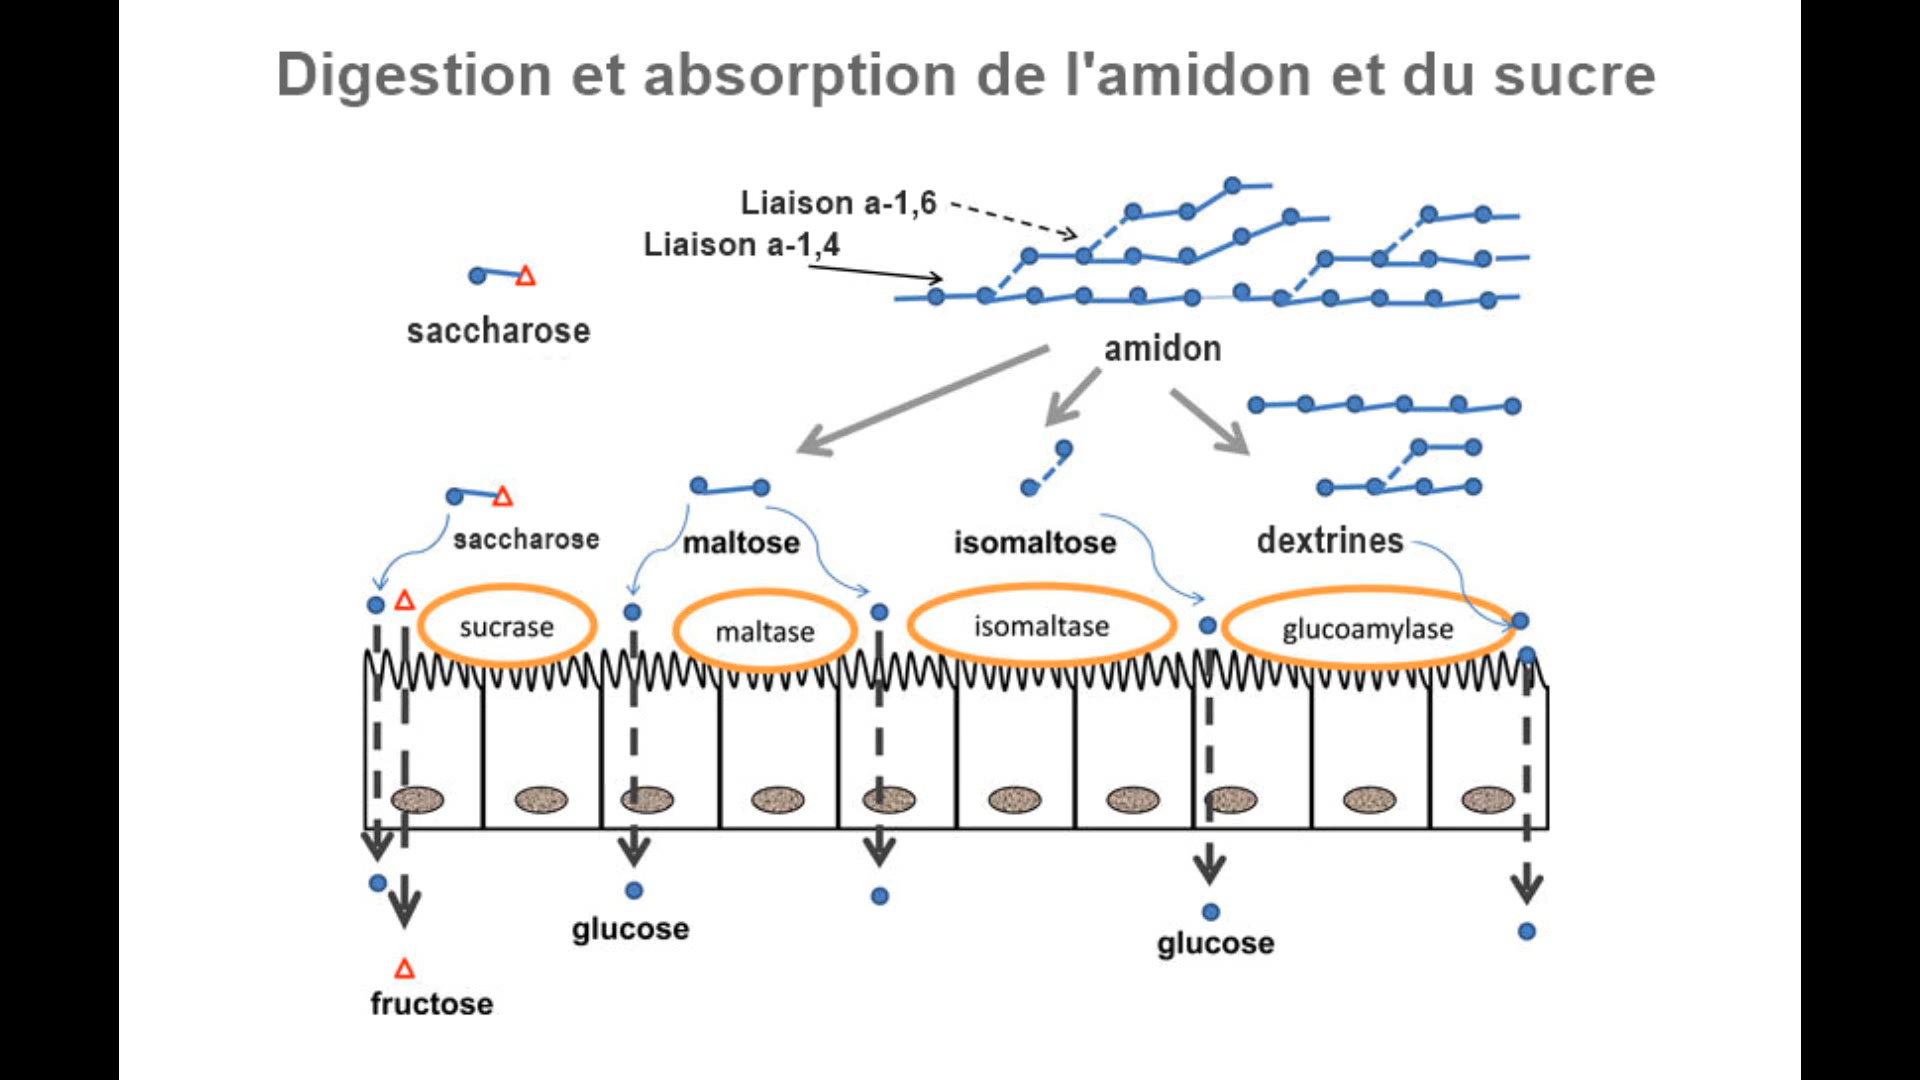 Digestion et absorption de l'amidon et du sucre
Liaison a-1,6
Liaison a-1,4
saccharose
amidon
saccharose
maltose
isomaltose
dextrines
sucrase
maltase
isomaltase
glucoamylase
glucose
glucose
fructose